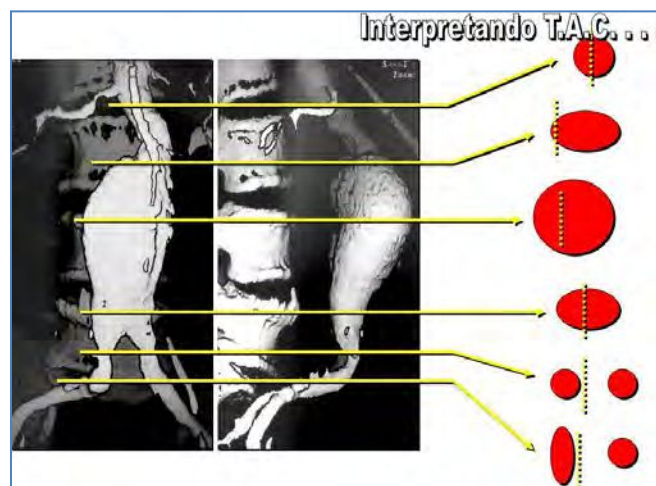 Interpretando T.A.C. . . .